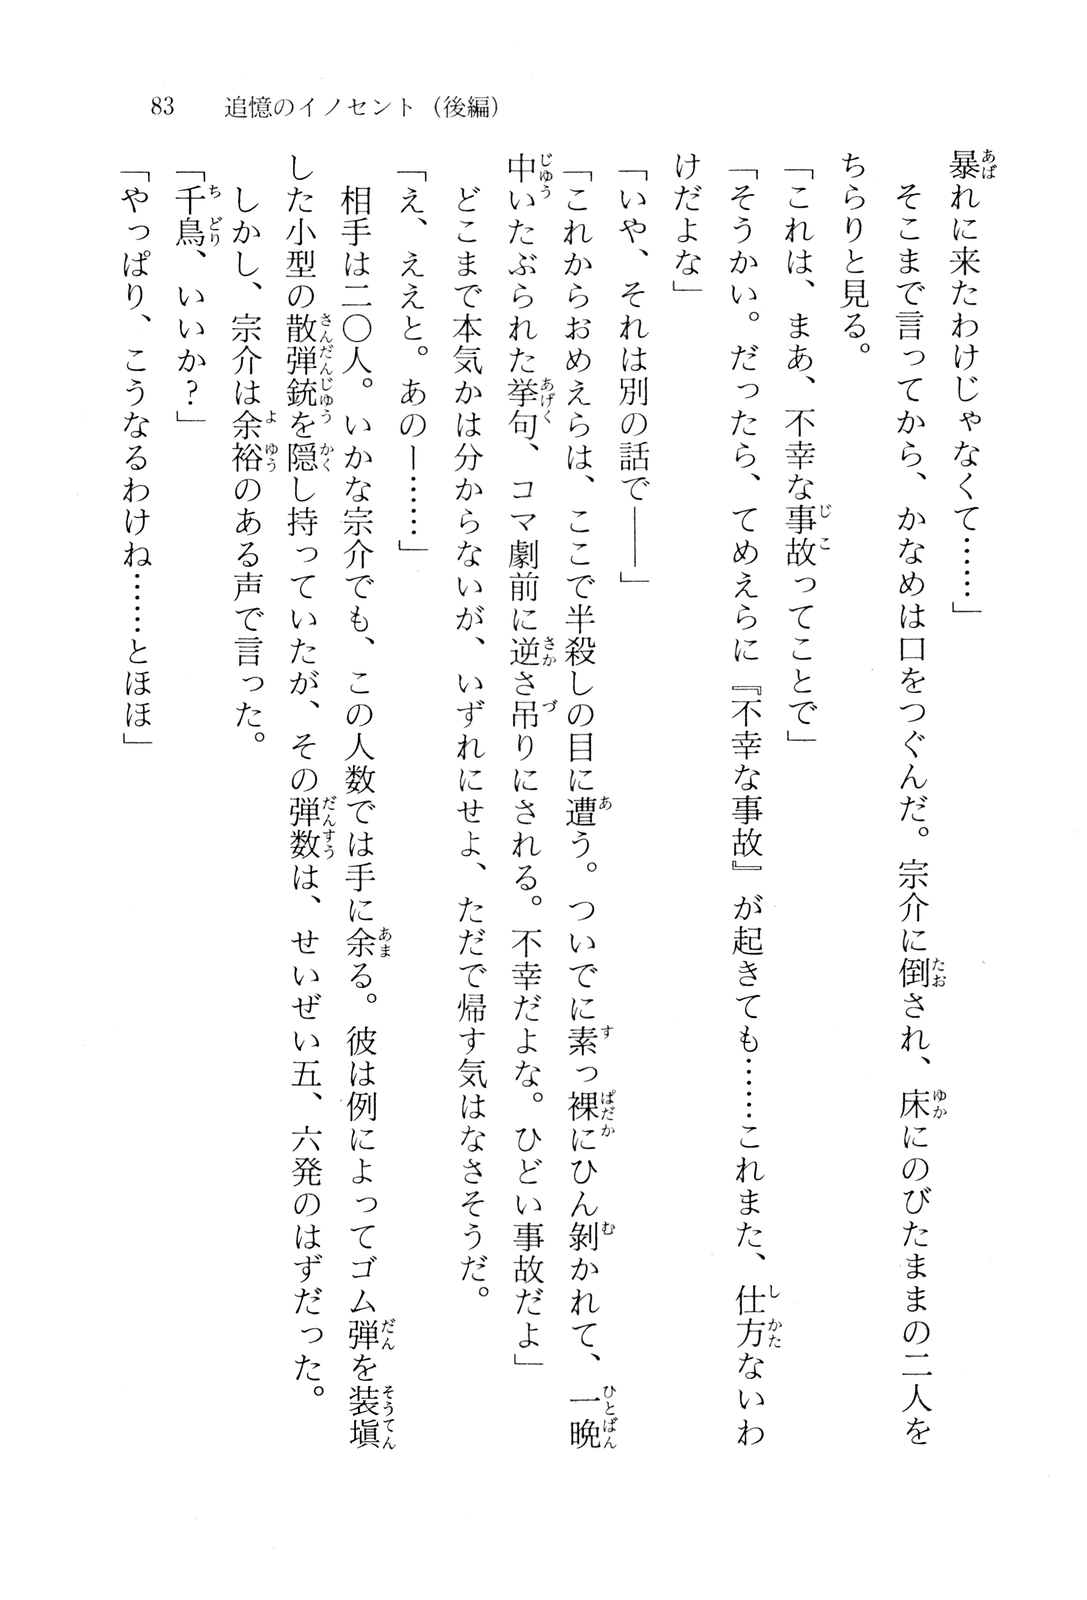 83　追憶のイノセント（後編）
暴れに来たわけじゃなくて……」
　そこまで言ってから、かなめは口をつぐんだ。宗介に倒され、床にのびたままの二人を
ちらりと見る。
「これは、まあ、不幸な事故ってことで」
「そうかい。だったら、てめえらに『不幸な事故』が起きても……これまた、仕方ないわ
けだよな」
「いや、それは別の話で――」
「これからおめえらは、ここで半殺しの目に遭う。ついでに素っ裸にひん剝かれて、一晩
中いたぶられた挙句、コマ劇前に逆さ吊りにされる。不幸だよな。ひどい事故だよ」
　どこまで本気かは分からないが、いずれにせよ、ただで帰す気はなさそうだ。
「え、ええと。あのー……」
　相手は二〇人。いかな宗介でも、この人数では手に余る。彼は例によってゴム弾を装塡
した小型の散弾銃を隠し持っていたが、その弾数は、せいぜい五、六発のはずだった。
　しかし、宗介は余裕のある声で言った。
「千鳥、いいか？」
「やっぱり、こうなるわけね……とほほ」